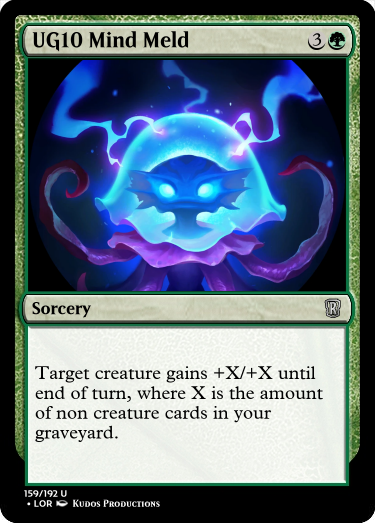 UG10 Mind Meld 3
Sorcery
Target creature gains +X/+X until
end of turn, where X is the amount
of non creature cards in your
graveyard.
159/192 U
• LOR Kudos Productions